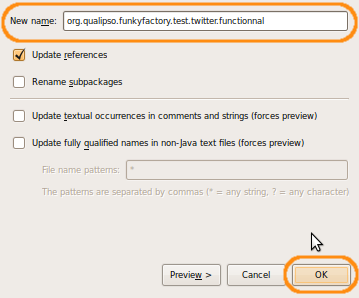 New name: org.qualipso.funkyfactory.test.twitter.functionnal
Update references
Rename subpackages
Update textual occurrences in comments and strings (forces preview)
Update fully qualified names in non-Java text files (forces preview)
File name patterns: *
The patterns are separated by commas (* = any string, ? = any character)
Preview > Cancel OK